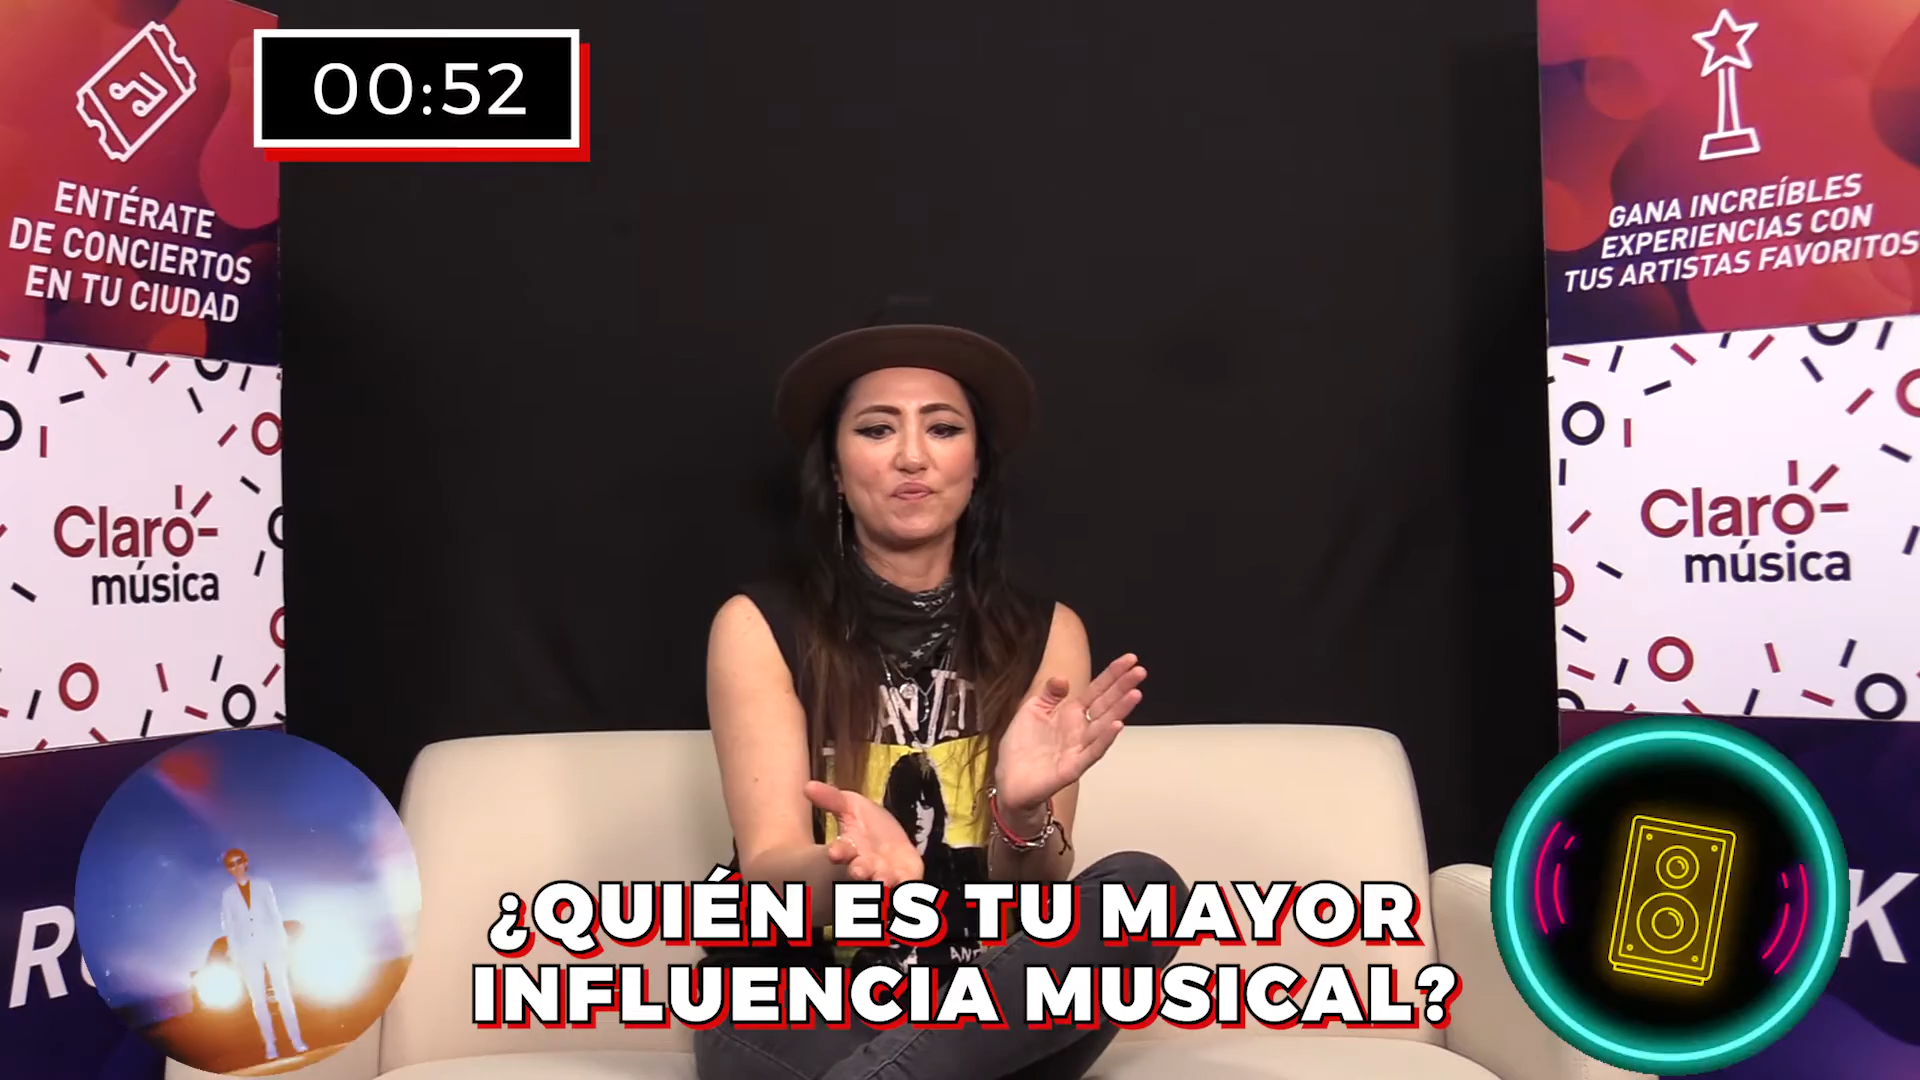 00:52
ENTÉRATE
DE CONCIERTOS
EN TU CIUDAD
GANA INCREÍBLES
EXPERIENCIAS CON
TUS ARTISTAS FAVORITOS
Claro-
música
Claro-
música
¿QUIÉN ES TU MAYOR
INFLUENCIA MUSICAL?
R
K